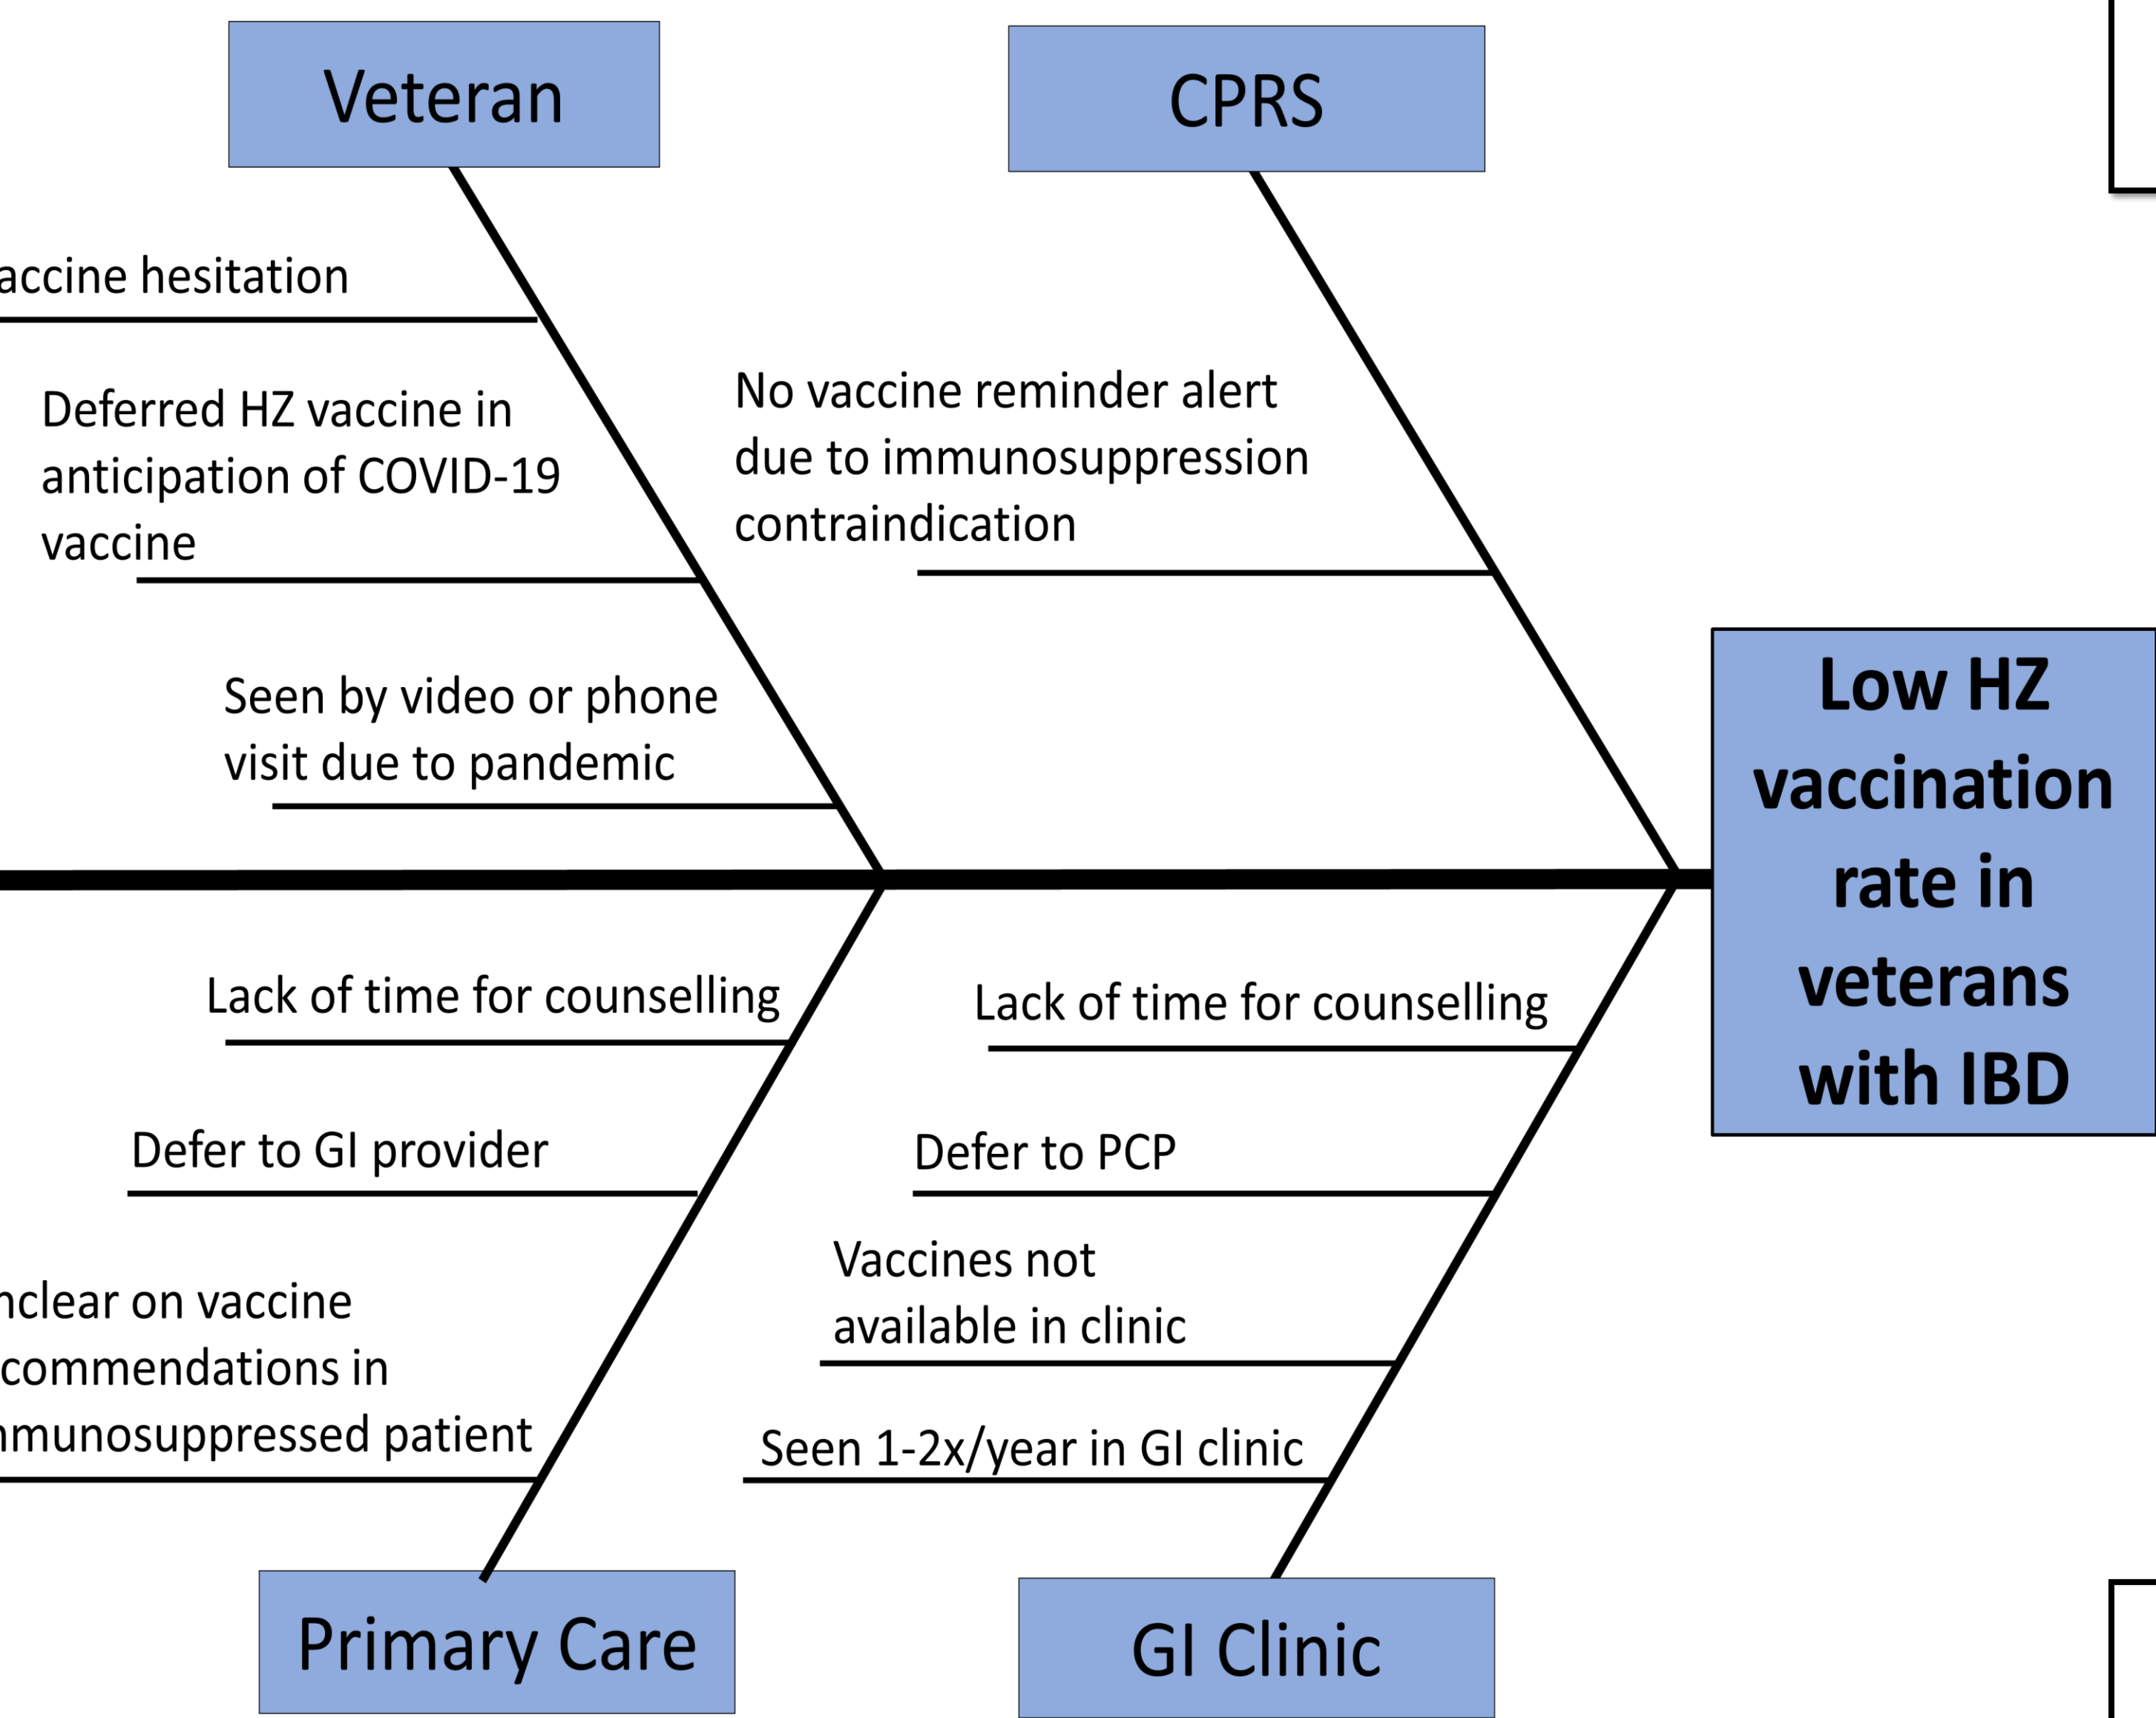 Veteran
CPRS
accine hesitation
Deferred HZ vaccine in
anticipation of COVID-19
vaccine
Seen by video or phone
visit due to pandemic
No vaccine reminder alert
due to immunosuppression
contraindication
Low HZ
vaccination
rate in
veterans
with IBD
Lack of time for counselling
Defer to GI provider
nclear on vaccine
commendations in
munosuppressed patient
Lack of time for counselling
Defer to PCP
Vaccines not
available in clinic
Seen 1-2x/year in GI clinic
Primary Care
GI Clinic